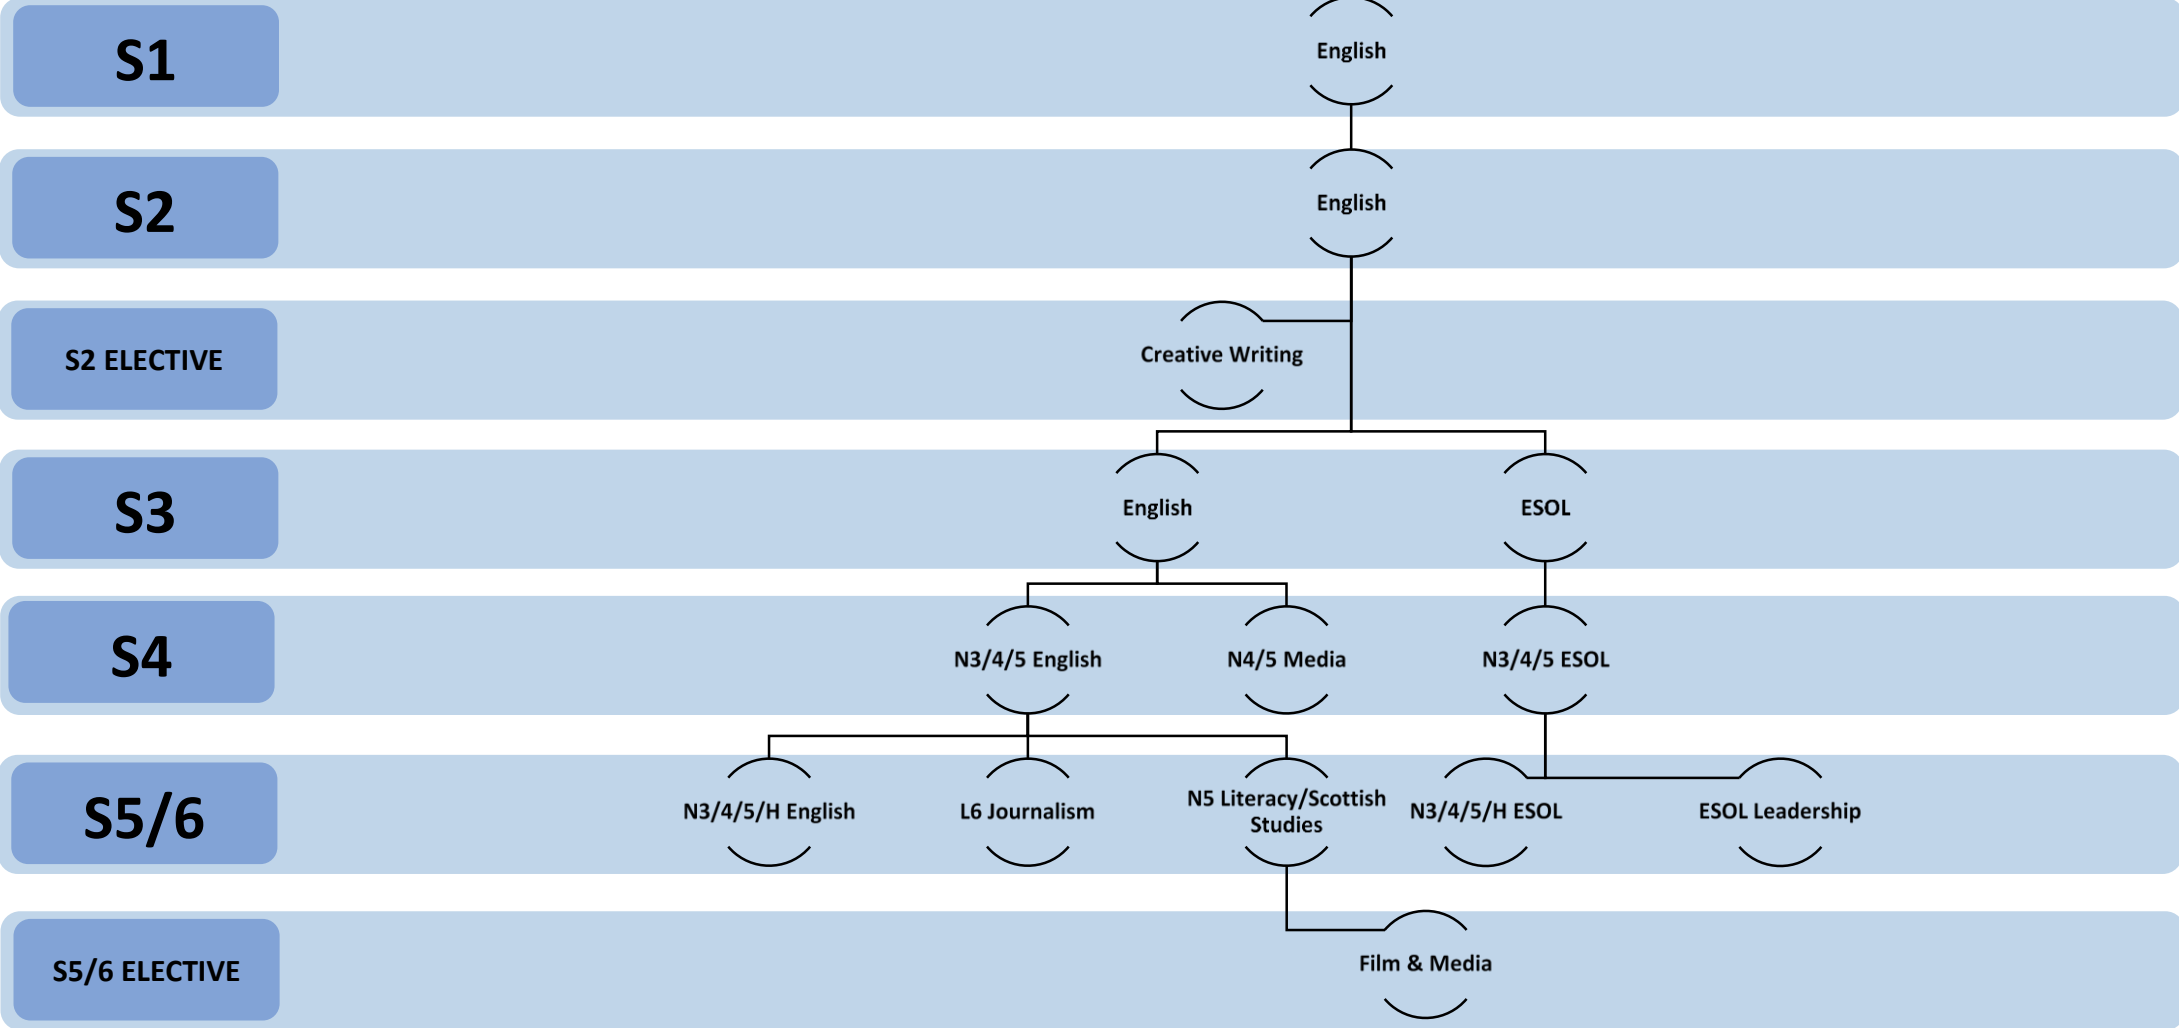 S1
English
S2
English
S2 ELECTIVE
Creative Writing
S3
English
ESOL
S4
N3/4/5 English
N4/5 Media
N3/4/5 ESOL
S5/6
N3/4/5/H English
L6 Journalism
N5 Literacy/Scottish
Studies
N3/4/5/H ESOL
ESOL Leadership
S5/6 ELECTIVE
Film & Media